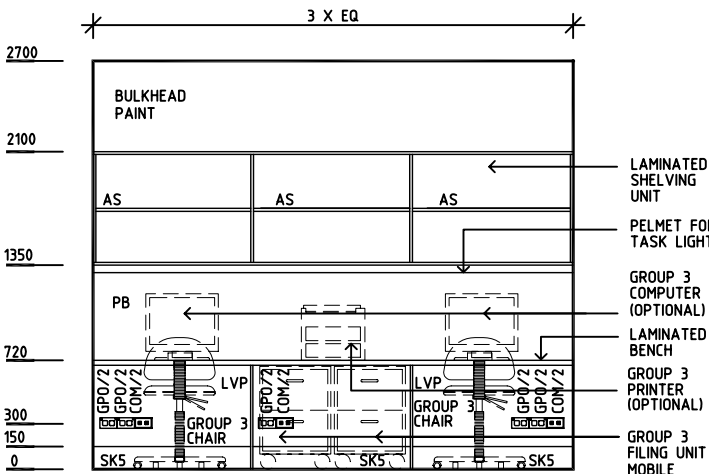 3 X EQ
2700
BULKHEAD
PAINT
2100
LAMINATED
SHELVING
UNIT
AS
AS
AS
PELMET FO
TASK LIGHT
1350
GROUP 3
COMPUTER
(OPTIONAL)
PB
LAMINATED
BENCH
720
GROUP 3
PRINTER
(OPTIONAL)
GPO/2
GPO/2
COM/2
LVP
GPO/2
COM/2
LVP
GPO/2
GPO/2
COM/2
GROUP 3
CHAIR
GROUP 3
CHAIR
300
150
GROUP 3
FILING UNIT
MOBILE
0
SK5
SK5
SK5